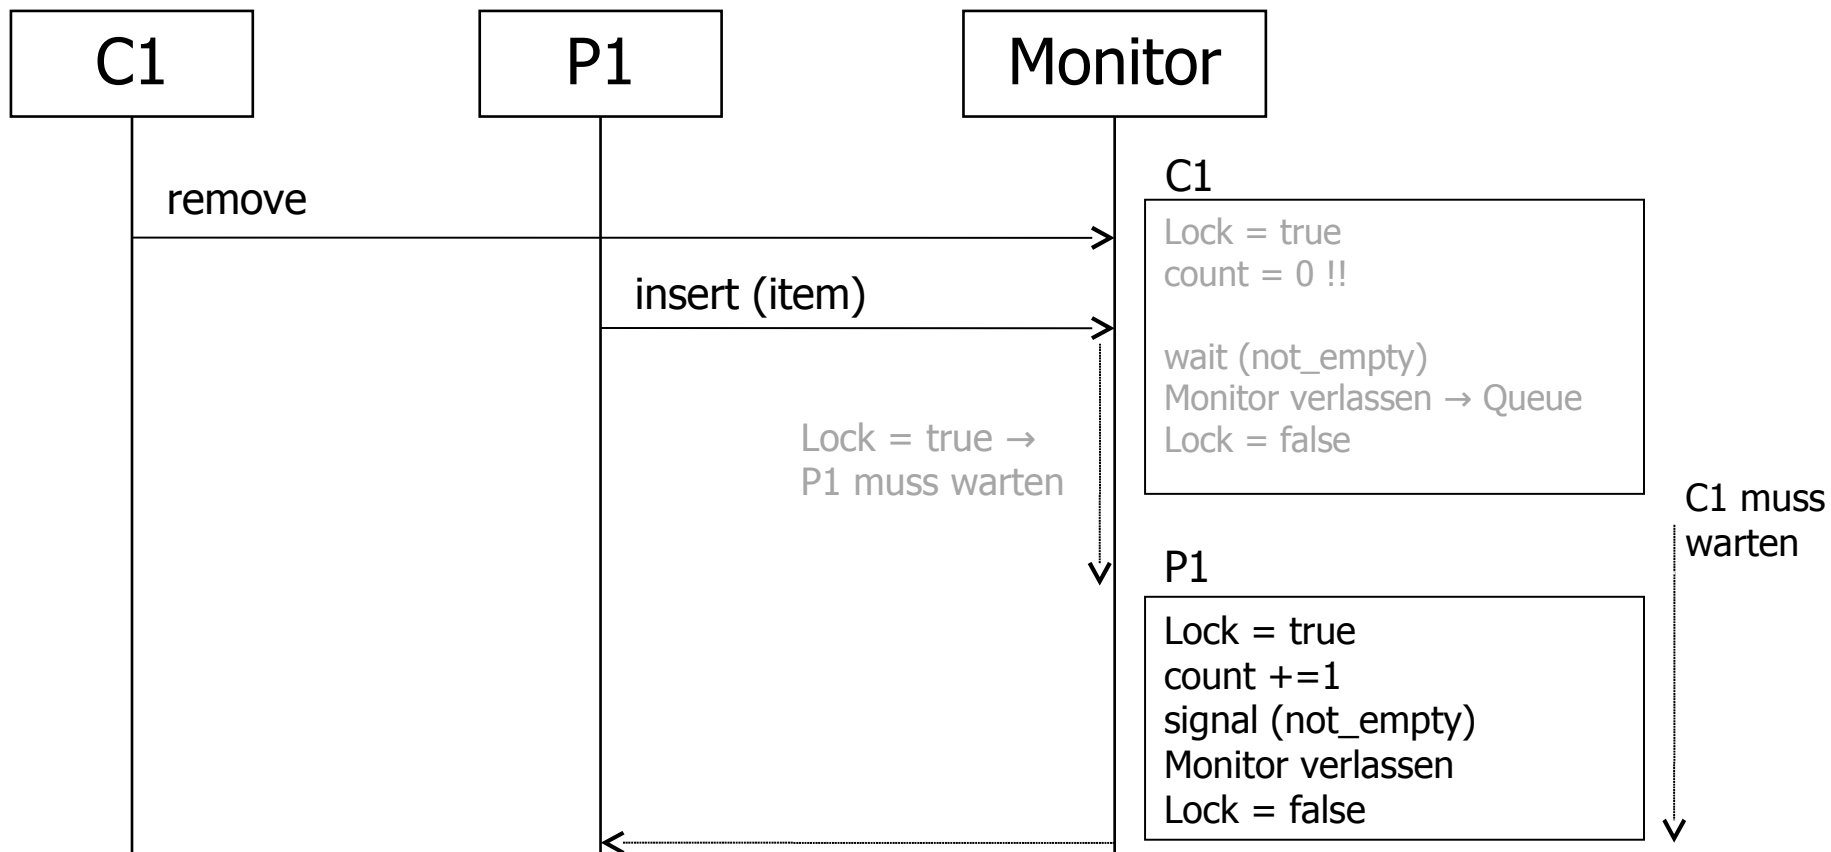 C1
P1
Monitor
remove
insert (item)
Lock = true →
P1 muss warten
C1
Lock = true
count = 0 !!
wait (not_empty)
Monitor verlassen → Queue
Lock = false
C1 muss
warten
P1
Lock = true
count +=1
signal (not_empty)
Monitor verlassen
Lock = false